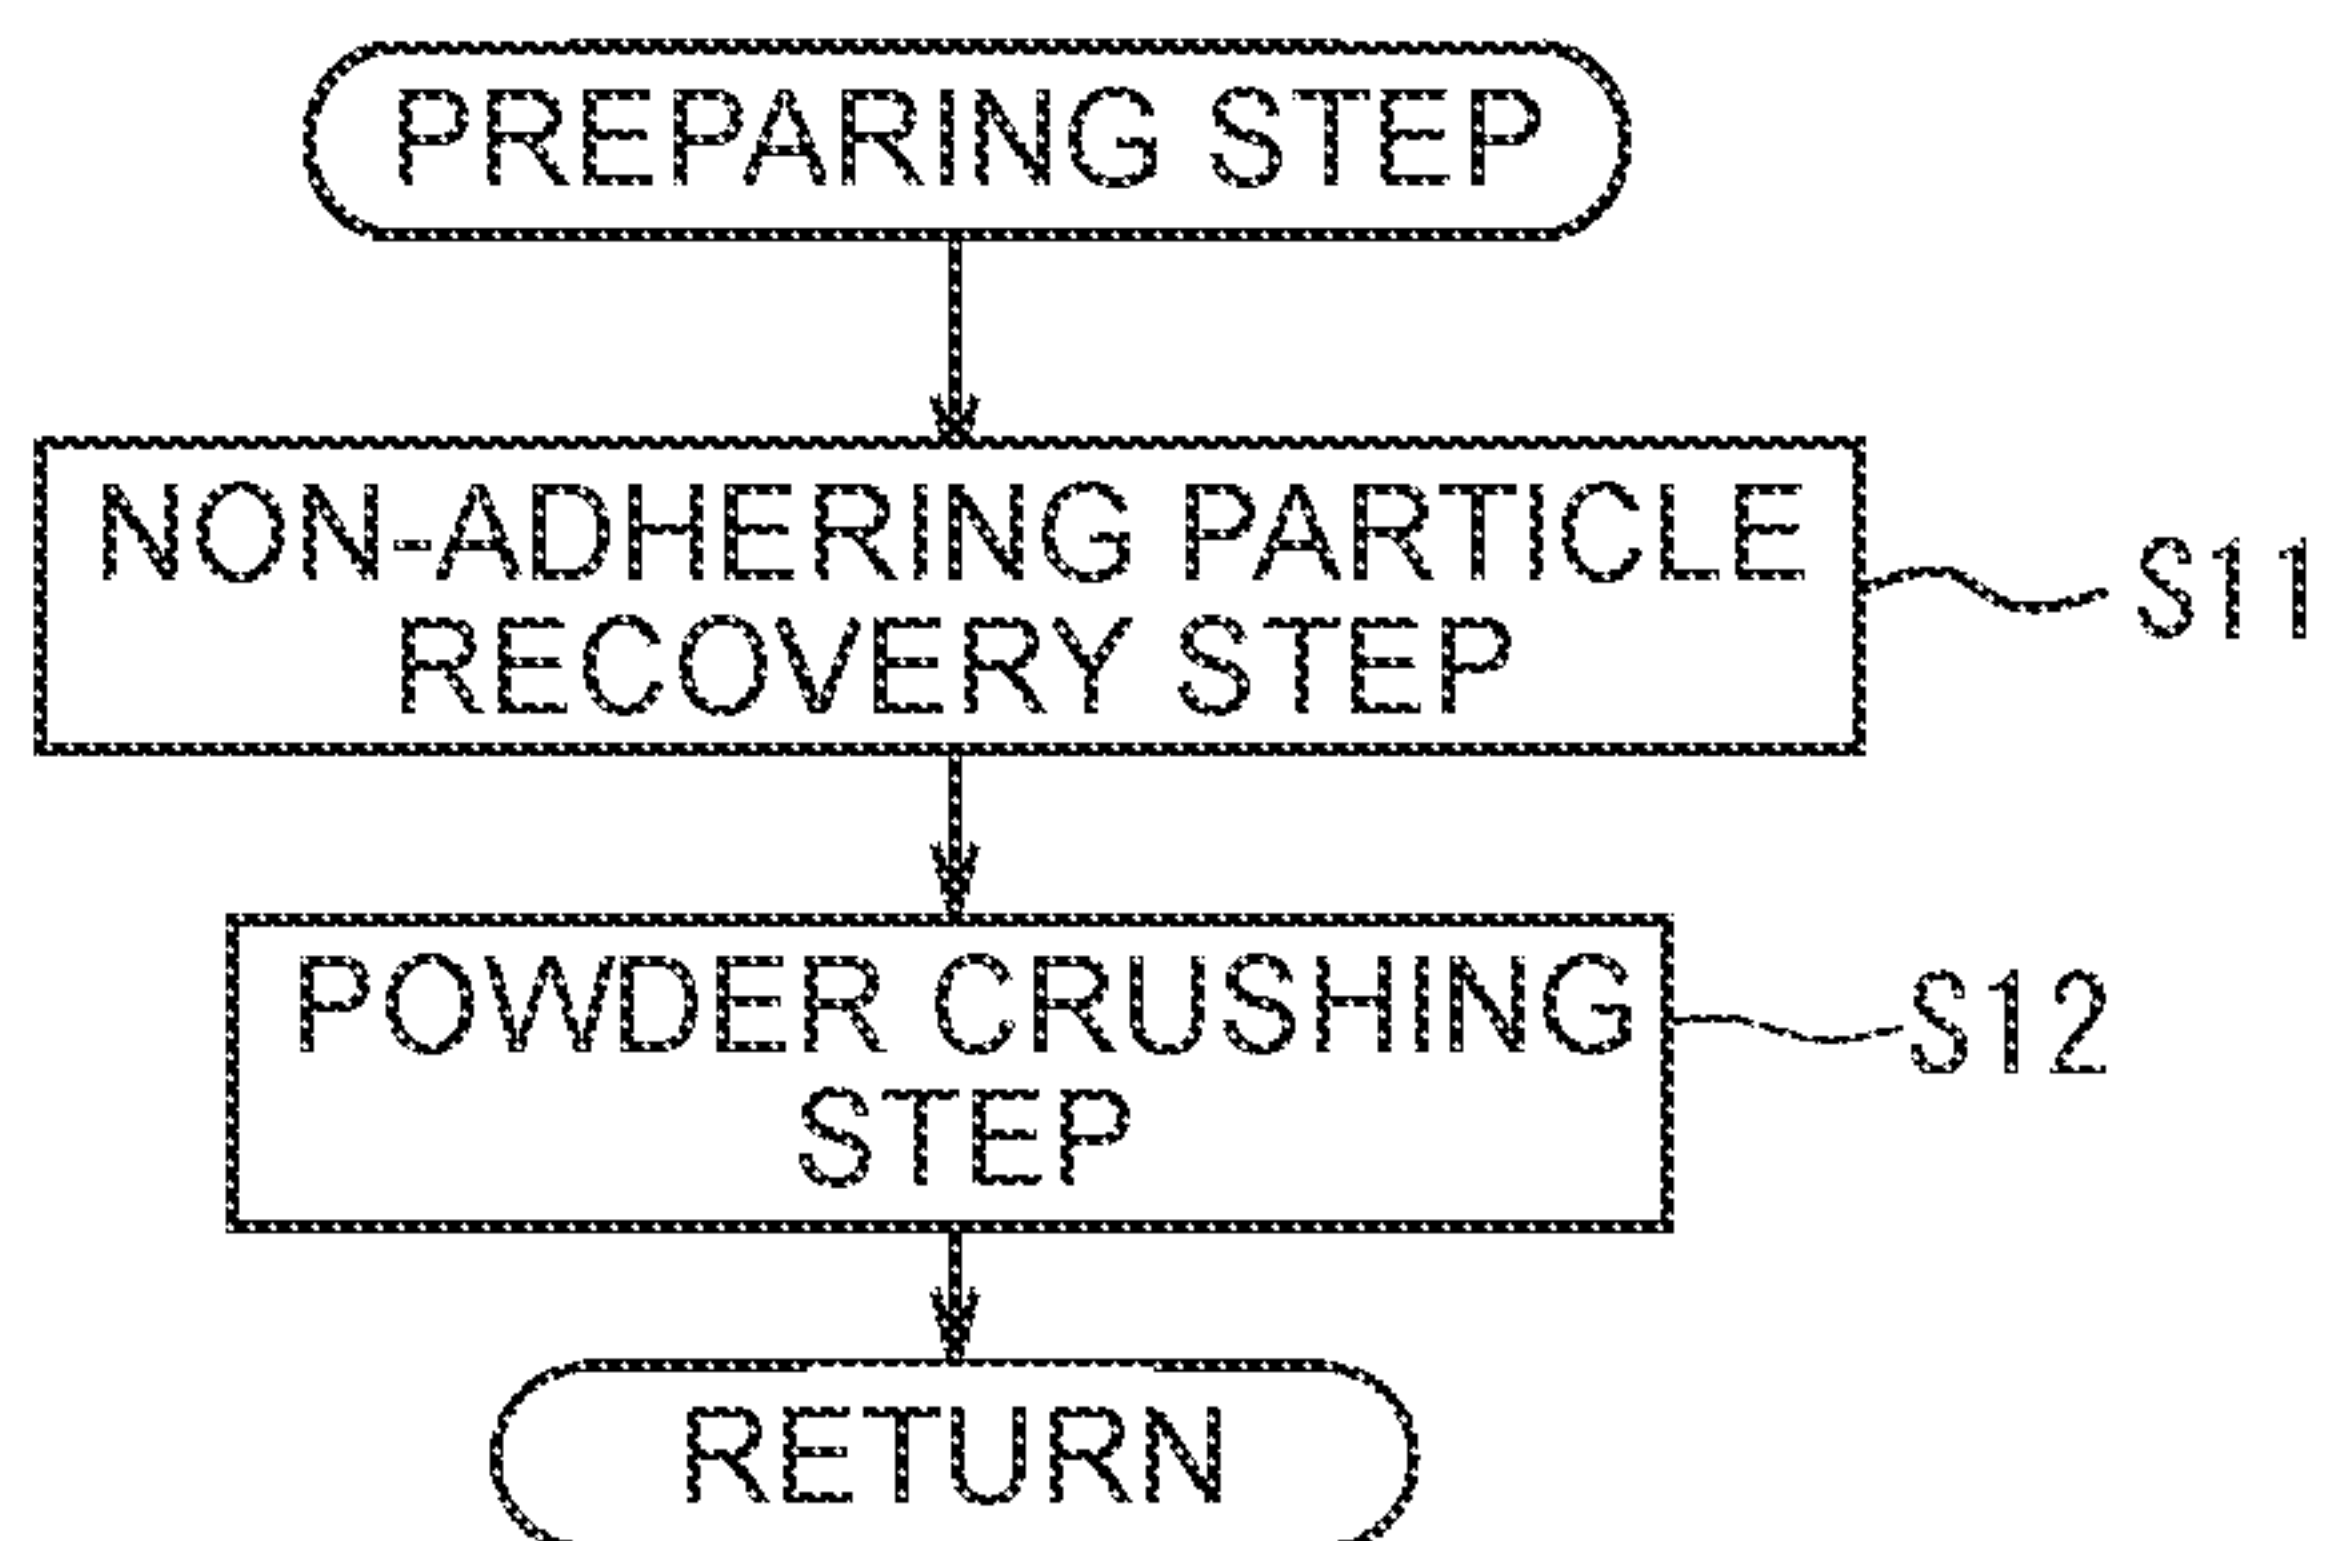 PREPARING STEP
NON-ADHERING PARTICLE
RECOVERY STEP
S11
POWDER CRUSHING
STEP
S12
RETURN